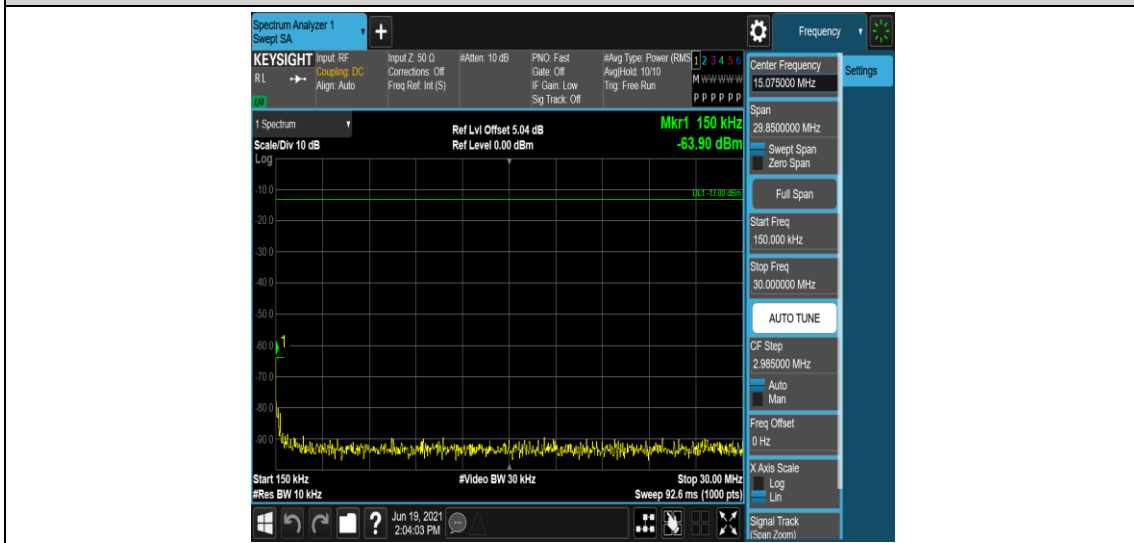 Spectrum Analyzer 1
Swept SA
+
Frequency
KEYSIGHT
RL
Input: RF
Coupling: DC
Align: Auto
Input Z: 50 Ω
Corrections: Off
Freq Ref: Int (S)
#Atten: 10 dB
PNO: Fast
Gate: Off
IF Gain: Low
Sig Track: Off
#Avg Type: Power (RMS
Avg|Hold: 10/10
Trig: Free Run
1 2 3 4 5 6
M W W W W W
P P P P P P
LXI
Center Frequency
15.075000 MHz
Settings
1 Spectrum
Scale/Div 10 dB
Ref Lvl Offset 5.04 dB
Ref Level 0.00 dBm
Mkr1 150 kHz
-63.90 dBm
Span
29.8500000 MHz
Swept Span
Zero Span
Full Span
Start Freq
150.000 kHz
Stop Freq
30.000000 MHz
AUTO TUNE
CF Step
2.985000 MHz
Auto
Man
Freq Offset
0 Hz
X Axis Scale
Log
Lin
Signal Track
(Span Zoom)
Log
DL1 -13.00 dBm
-10.0
-20.0
-30.0
-40.0
-50.0
-60.0
1
-70.0
-80.0
-90.0
Start 150 kHz
#Video BW 30 kHz
Stop 30.00 MHz
#Res BW 10 kHz
Sweep 92.6 ms (1000 pts)
?
Jun 19, 2021
2:04:03 PM